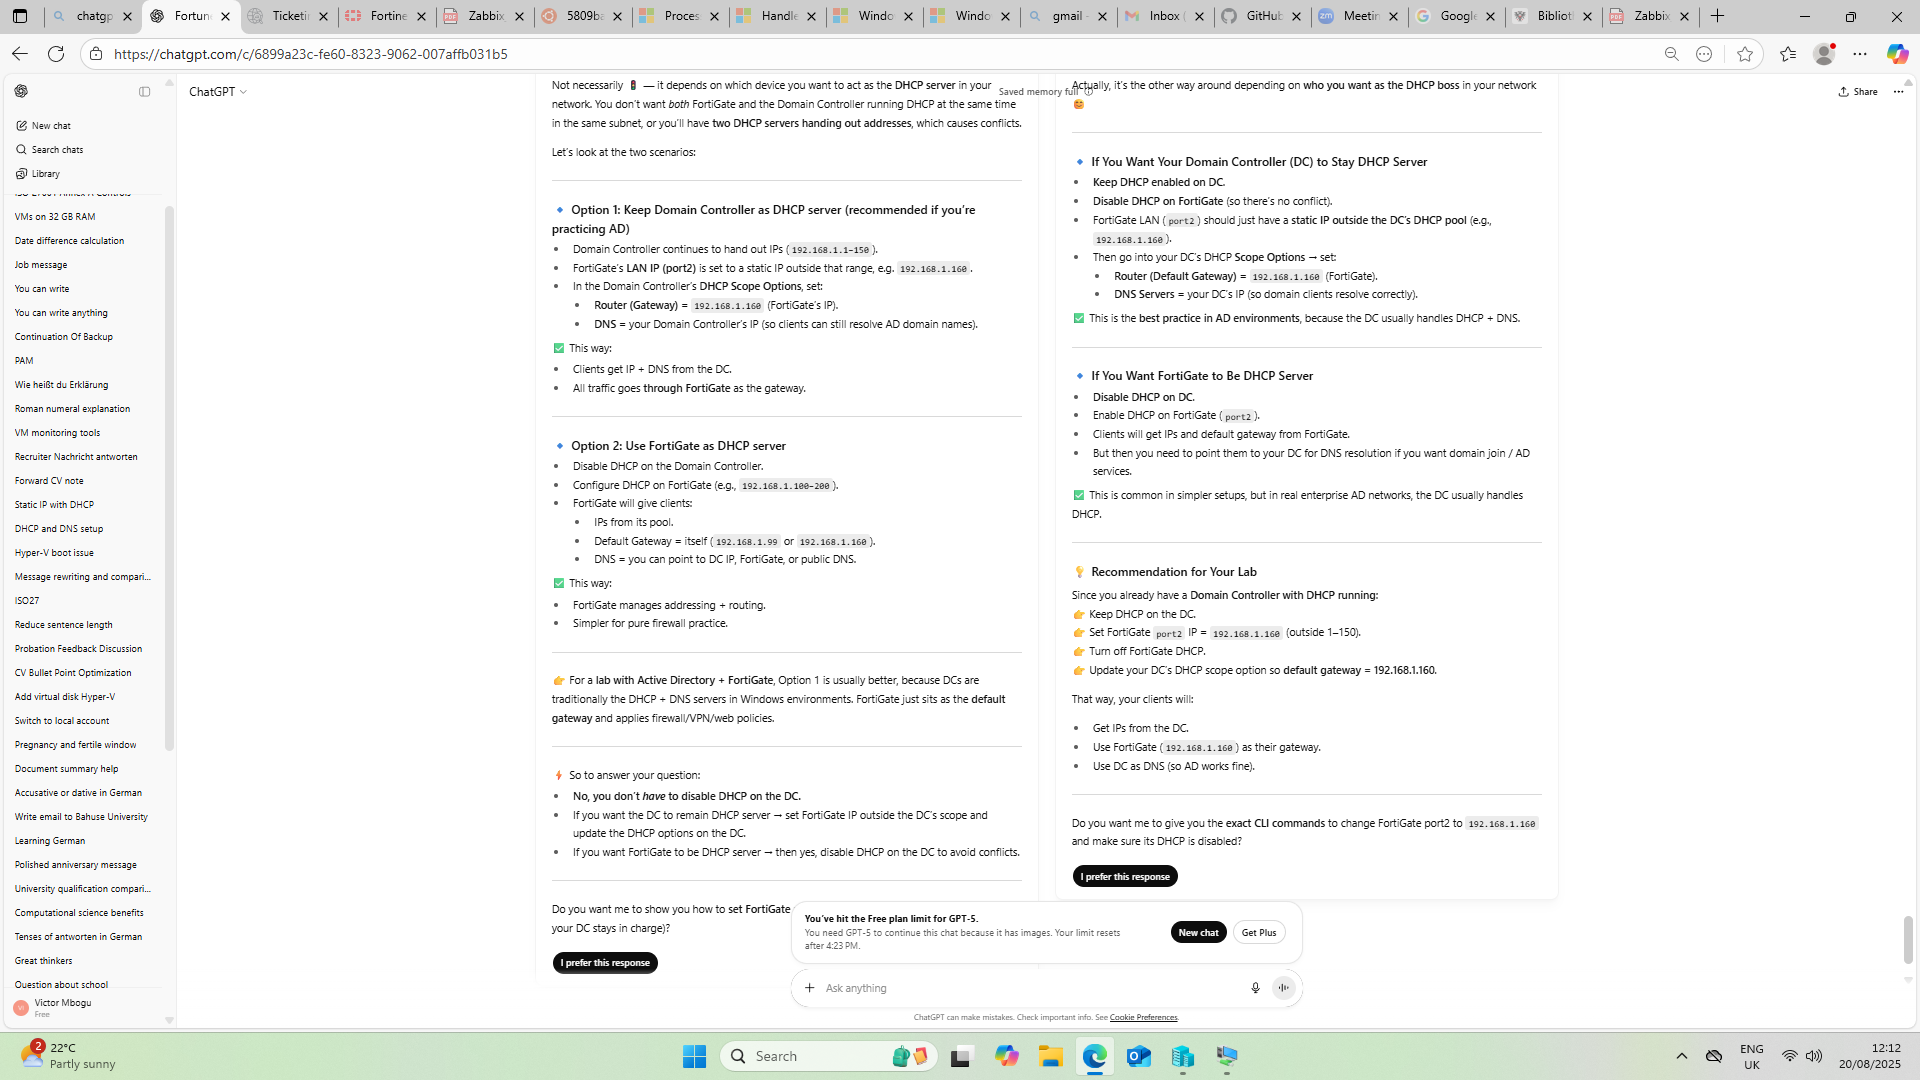 chatgp
Fortun
Ticketin
Fortine
Zabbix_
5809ba
Proces
Handle
Windo
Windo
gmail -
Inbox (
GitHub
Meetin
Google
Bibliot
Zabbix
https://chatgpt.com/c/6899a23c-fe60-8323-9062-007affb031b5
ChatGPT
Saved memory full
Share
New chat
Search chats
Library
ISO 27001 Annex A Controls
VMs on 32 GB RAM
Date difference calculation
Job message
You can write
You can write anything
Continuation Of Backup
PAM
Wie heißt du Erklärung
Roman numeral explanation
VM monitoring tools
Recruiter Nachricht antworten
Forward CV note
Static IP with DHCP
DHCP and DNS setup
Hyper-V boot issue
Message rewriting and compari...
ISO27
Reduce sentence length
Probation Feedback Discussion
CV Bullet Point Optimization
Add virtual disk Hyper-V
Switch to local account
Pregnancy and fertile window
Document summary help
Accusative or dative in German
Write email to Bahuse University
Learning German
Polished anniversary message
University qualification compari...
Computational science benefits
Tenses of antworten in German
Great thinkers
Question about school
Victor Mbogu
Free
Not necessarily 🚦 — it depends on which device you want to act as the DHCP server in your
network. You don't want both FortiGate and the Domain Controller running DHCP at the same time
in the same subnet, or you'll have two DHCP servers handing out addresses, which causes conflicts.
Let's look at the two scenarios:
🔹 Option 1: Keep Domain Controller as DHCP server (recommended if you're
practicing AD)
• Domain Controller continues to hand out IPs ( 192.168.1.1–150 ).
• FortiGate's LAN IP (port2) is set to a static IP outside that range, e.g. 192.168.1.160 .
• In the Domain Controller's DHCP Scope Options, set:
• Router (Gateway) = 192.168.1.160 (FortiGate's IP).
• DNS = your Domain Controller's IP (so clients can still resolve AD domain names).
✅ This way:
• Clients get IP + DNS from the DC.
• All traffic goes through FortiGate as the gateway.
🔹 Option 2: Use FortiGate as DHCP server
• Disable DHCP on the Domain Controller.
• Configure DHCP on FortiGate (e.g., 192.168.1.100–200 ).
• FortiGate will give clients:
• IPs from its pool.
• Default Gateway = itself ( 192.168.1.99 or 192.168.1.160 ).
• DNS = you can point to DC IP, FortiGate, or public DNS.
✅ This way:
• FortiGate manages addressing + routing.
• Simpler for pure firewall practice.
👉 For a lab with Active Directory + FortiGate, Option 1 is usually better, because DCs are
traditionally the DHCP + DNS servers in Windows environments. FortiGate just sits as the default
gateway and applies firewall/VPN/web policies.
⚡ So to answer your question:
• No, you don't have to disable DHCP on the DC.
• If you want the DC to remain DHCP server → set FortiGate IP outside the DC's scope and
update the DHCP options on the DC.
• If you want FortiGate to be DHCP server → then yes, disable DHCP on the DC to avoid conflicts.
Do you want me to show you how to set FortiGate
your DC stays in charge)?
I prefer this response
Actually, it's the other way around depending on who you want as the DHCP boss in your network
😊
🔹 If You Want Your Domain Controller (DC) to Stay DHCP Server
• Keep DHCP enabled on DC.
• Disable DHCP on FortiGate (so there's no conflict).
• FortiGate LAN ( port2 ) should just have a static IP outside the DC's DHCP pool (e.g.,
192.168.1.160 ).
• Then go into your DC's DHCP Scope Options → set:
• Router (Default Gateway) = 192.168.1.160 (FortiGate).
• DNS Servers = your DC's IP (so domain clients resolve correctly).
✅ This is the best practice in AD environments, because the DC usually handles DHCP + DNS.
🔹 If You Want FortiGate to Be DHCP Server
• Disable DHCP on DC.
• Enable DHCP on FortiGate ( port2 ).
• Clients will get IPs and default gateway from FortiGate.
• But then you need to point them to your DC for DNS resolution if you want domain join / AD
services.
✅ This is common in simpler setups, but in real enterprise AD networks, the DC usually handles
DHCP.
💡 Recommendation for Your Lab
Since you already have a Domain Controller with DHCP running:
👉 Keep DHCP on the DC.
👉 Set FortiGate port2 IP = 192.168.1.160 (outside 1–150).
👉 Turn off FortiGate DHCP.
👉 Update your DC's DHCP scope option so default gateway = 192.168.1.160.
That way, your clients will:
• Get IPs from the DC.
• Use FortiGate ( 192.168.1.160 ) as their gateway.
• Use DC as DNS (so AD works fine).
Do you want me to give you the exact CLI commands to change FortiGate port2 to 192.168.1.160
and make sure its DHCP is disabled?
I prefer this response
You've hit the Free plan limit for GPT-5.
You need GPT-5 to continue this chat because it has images. Your limit resets
after 4:23 PM.
New chat
Get Plus
Ask anything
ChatGPT can make mistakes. Check important info. See Cookie Preferences.
2
22°C
Partly sunny
Search
ENG
UK
12:12
20/08/2025